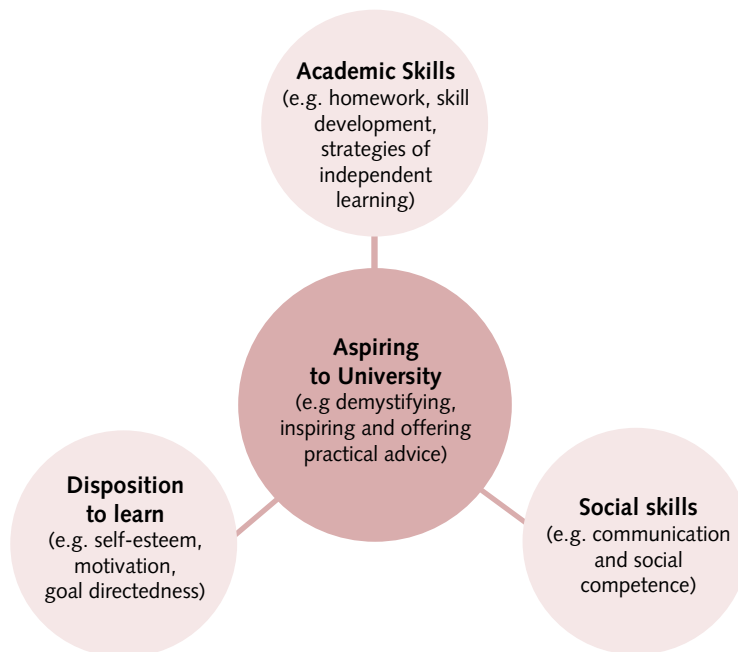 Academic Skills
(e.g. homework, skill
development,
strategies of
independent
learning)
Aspiring
to University
(e.g demystifying,
inspiring and offering
practical advice)
Disposition
to learn
(e.g. self-esteem,
motivation,
goal directedness)
Social skills
(e.g. communication
and social
competence)